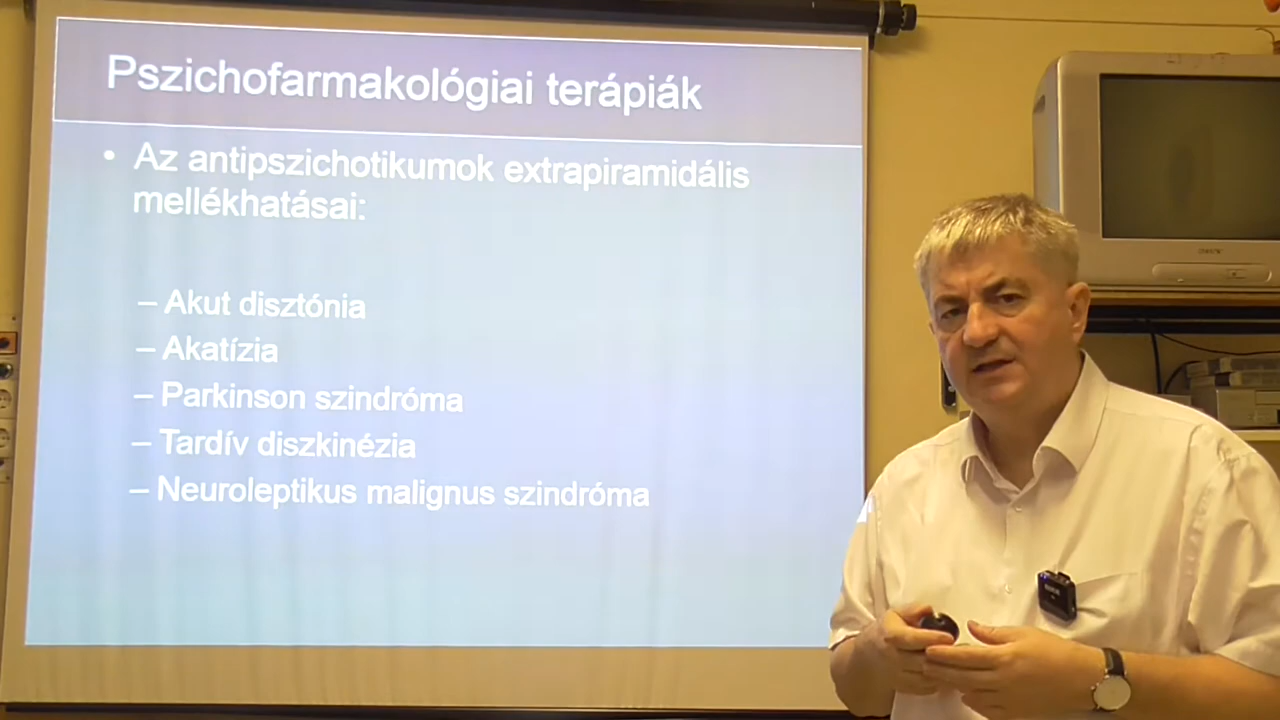 Pszichofarmakológiai terápiák
• Az antipszichotikumok extrapiramidális
mellékhatásai:
– Akut disztónia
– Akatízia
– Parkinson szindróma
– Tardív diszkinézia
– Neuroleptikus malignus szindróma